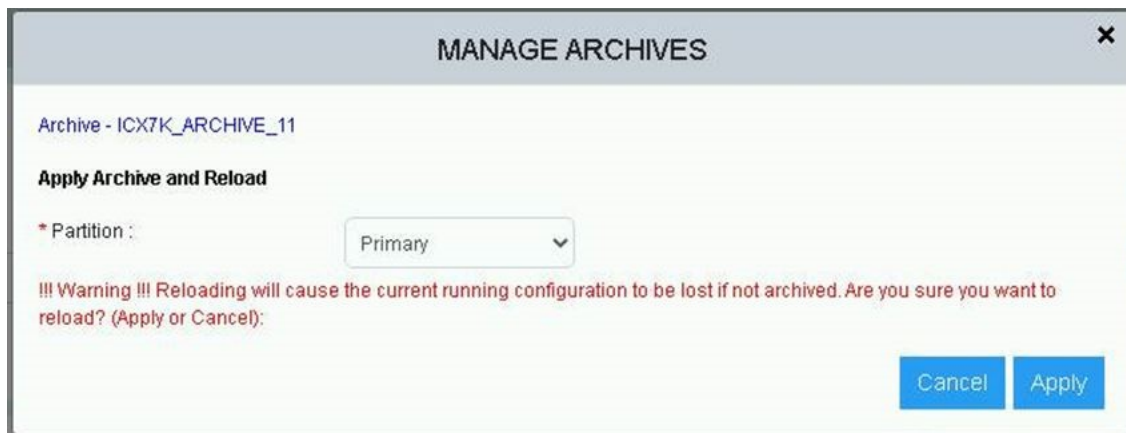 MANAGE ARCHIVES
Archive - ICX7K_ARCHIVE_11
Apply Archive and Reload
* Partition :
Primary
!!! Warning !!! Reloading will cause the current running configuration to be lost if not archived. Are you sure you want to
reload? (Apply or Cancel):
Cancel
Apply